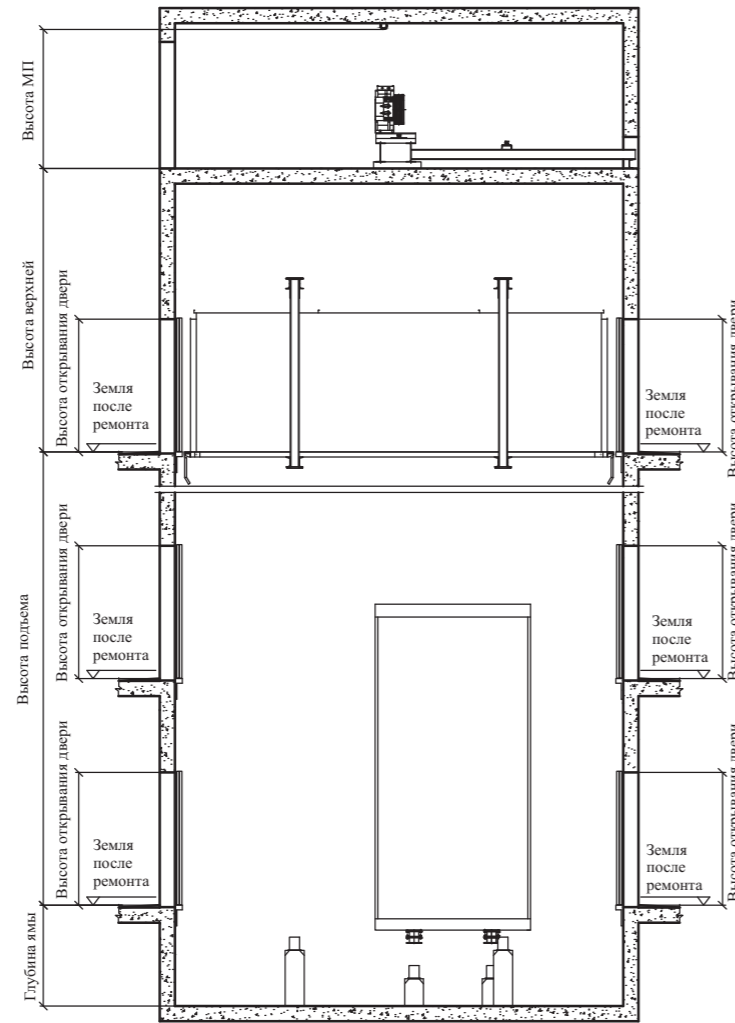 Высота МП
Высота верхней
Высота открывания двери
Земля
после
ремонта
Земля
после
ремонта
Высота открывания двери
Высота подъема
Высота открывания двери
Земля
после
ремонта
Земля
после
ремонта
Высота открывания двери
Высота открывания двери
Земля
после
ремонта
Земля
после
ремонта
Высота открывания двери
Глубина ямы